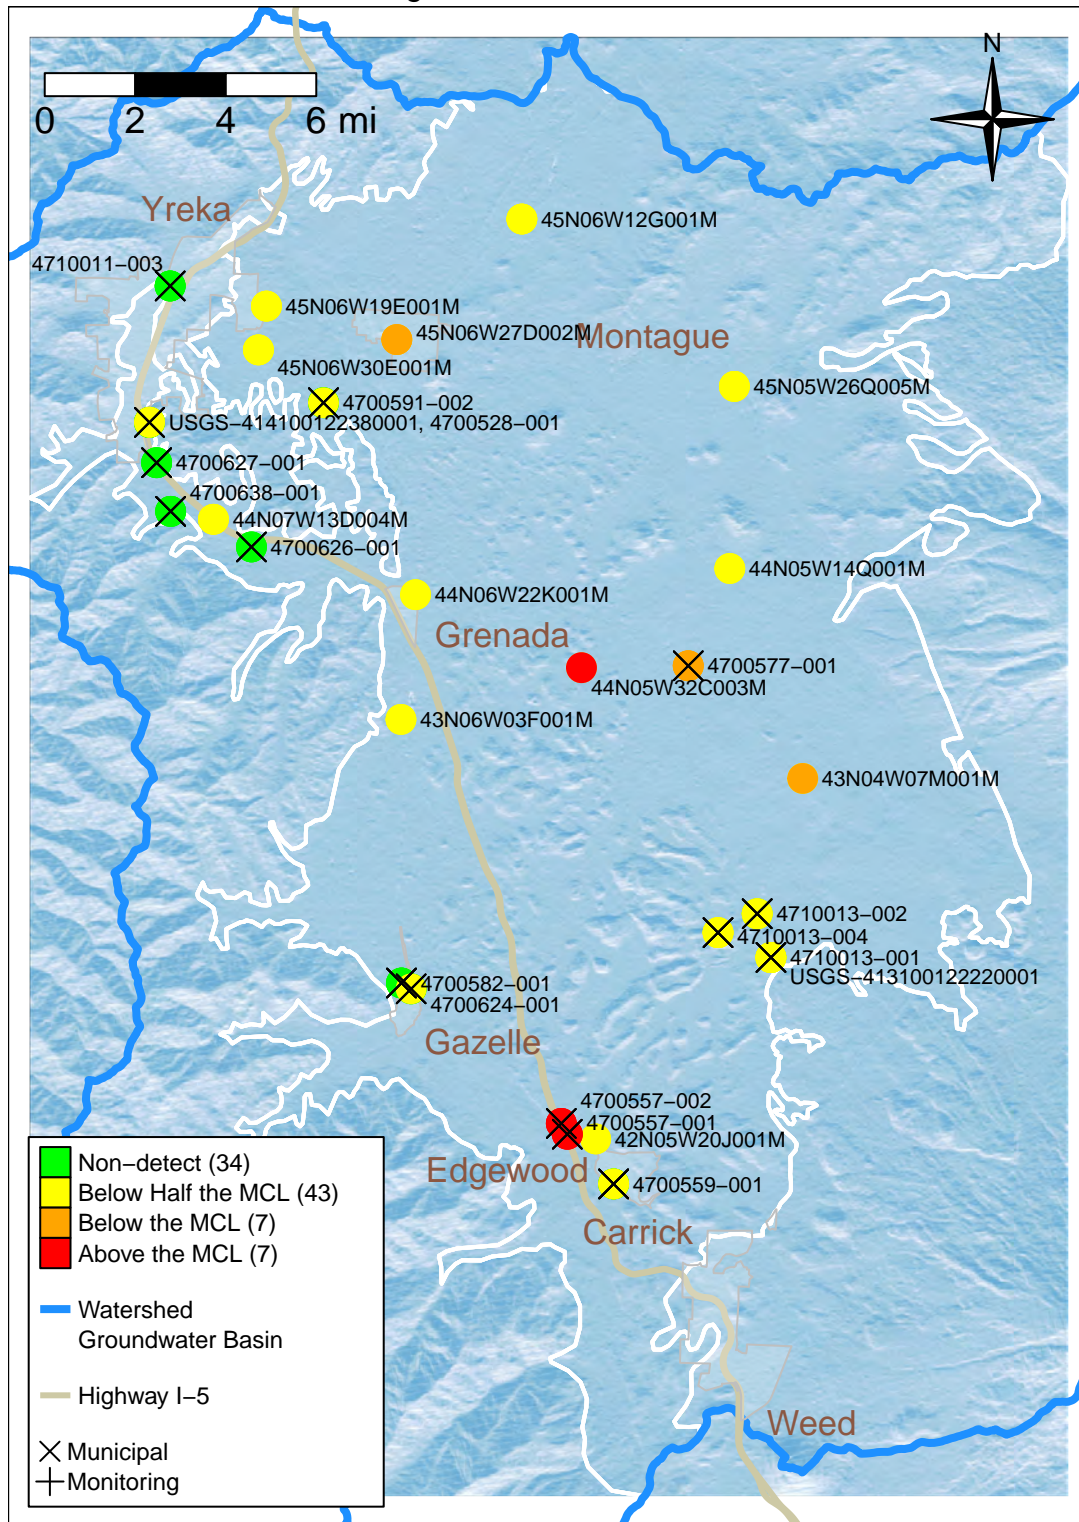 N
0 2 4 6 mi
Yreka
45N06W12G001M
4710011−003
45N06W19E001M
45N06W27D002M
Montague
45N06W30E001M
45N05W26Q005M
4700591−002
USGS−414100122380001, 4700528−001
4700627−001
4700638−001
44N07W13D004M
4700626−001
44N05W14Q001M
44N06W22K001M
Grenada
4700577−001
44N05W32C003M
43N06W03F001M
43N04W07M001M
4710013−002
4710013−004
4710013−001
USGS−413100122220001
4700582−001
4700624−001
Gazelle
4700557−002
4700557−001
42N05W20J001M
Edgewood
4700559−001
Carrick
Weed
Non−detect (34)
Below Half the MCL (43)
Below the MCL (7)
Above the MCL (7)
Watershed
Groundwater Basin
Highway I−5
Municipal
Monitoring